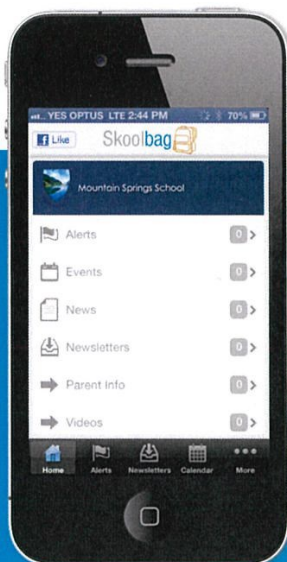 YES OPTUS LTE 2:44 PM 70%
f Like Skoolbag
Mountain Springs School
Alerts 0 >
Events 0 >
News 0 >
Newsletters 0 >
Parent Info 0 >
Videos 0 >
Home Alerts Newsletters Calendar More